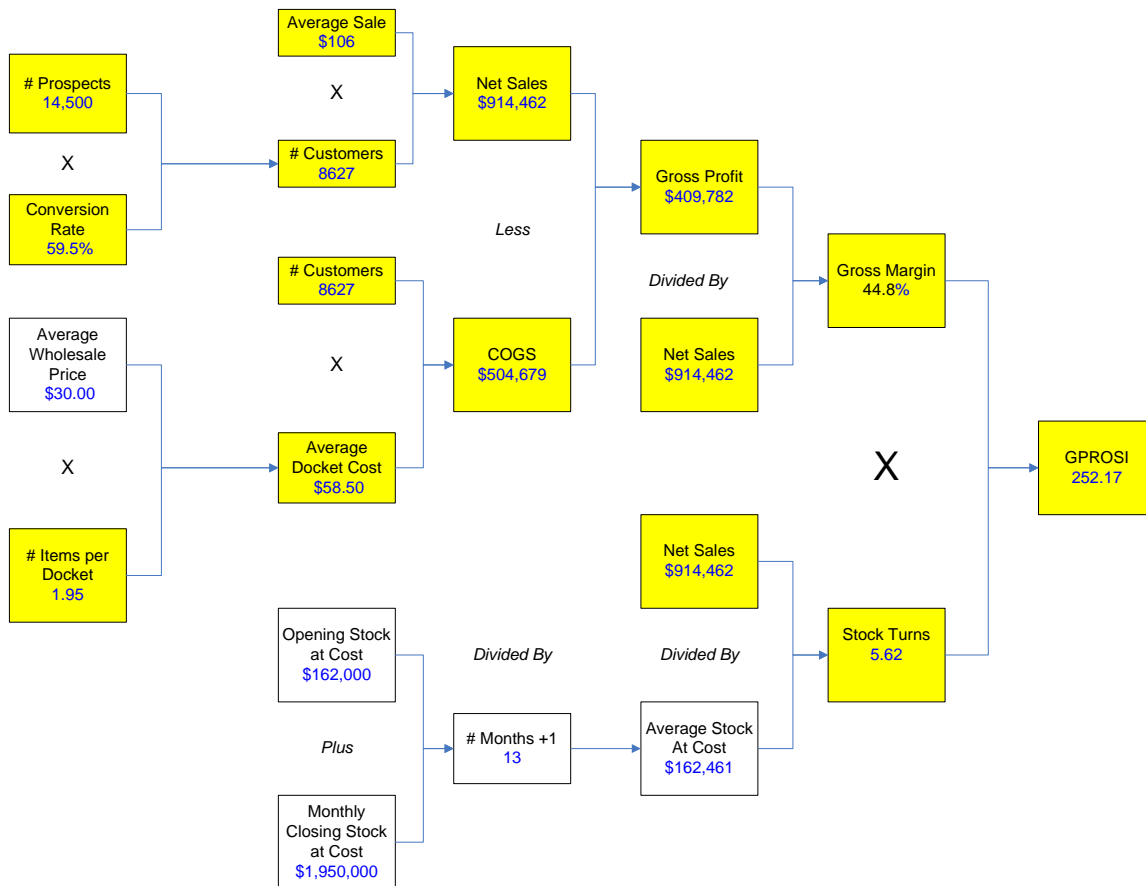 Average Sale
$106
# Prospects
14,500
X
X
Net Sales
$914,462
# Customers
8627
Conversion
Rate
59.5%
Gross Profit
$409,782
Less
# Customers
8627
Divided By
Gross Margin
44.8%
Average
Wholesale
Price
$30.00
X
COGS
$504,679
Net Sales
$914,462
X
Average
Docket Cost
$58.50
X
GPROSI
252.17
# Items per
Docket
1.95
Net Sales
$914,462
Opening Stock
at Cost
$162,000
Divided By
Divided By
Stock Turns
5.62
Plus
# Months +1
13
Average Stock
At Cost
$162,461
Monthly
Closing Stock
at Cost
$1,950,000